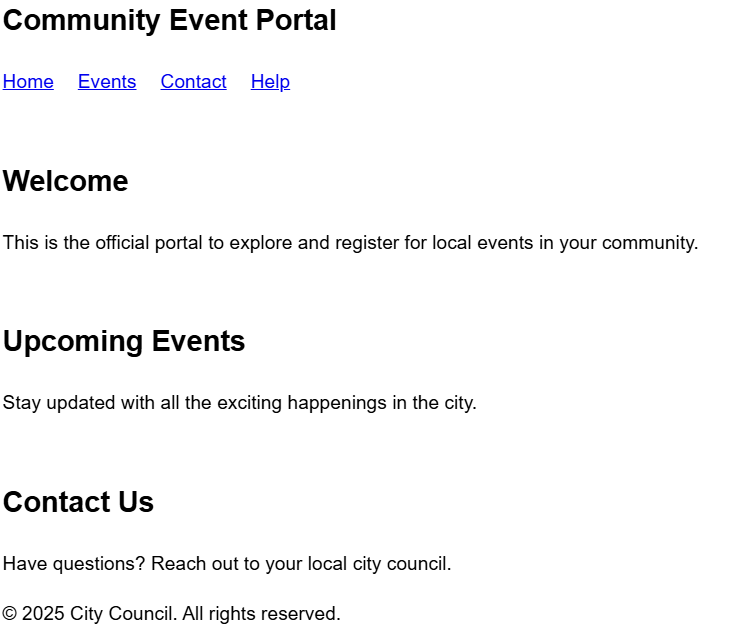 Community Event Portal
Home Events Contact Help
Welcome
This is the official portal to explore and register for local events in your community.
Upcoming Events
Stay updated with all the exciting happenings in the city.
Contact Us
Have questions? Reach out to your local city council.
© 2025 City Council. All rights reserved.